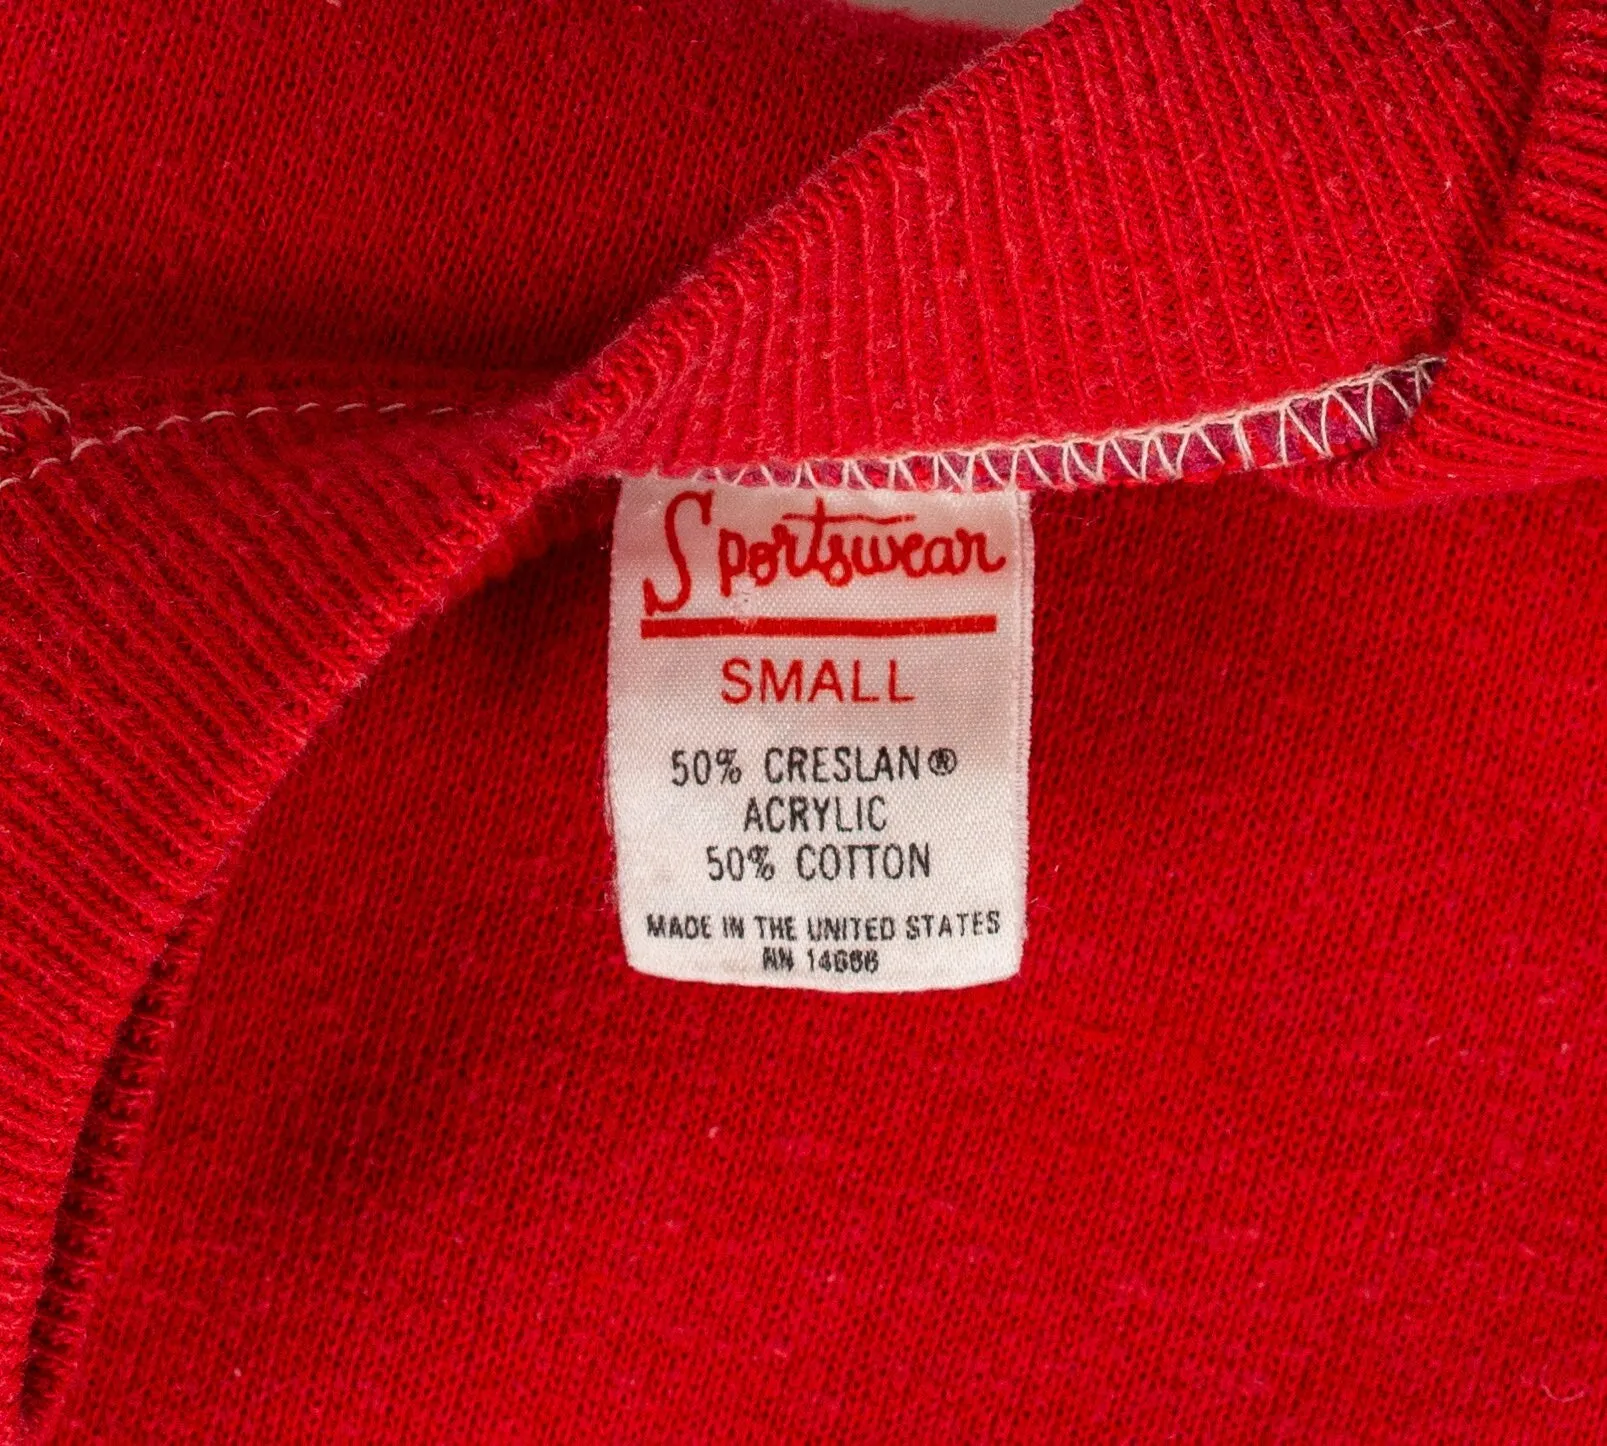 Sportswear
SMALL
50% CRESLAN®
ACRYLIC
50% COTTON
MADE IN THE UNITED STATES